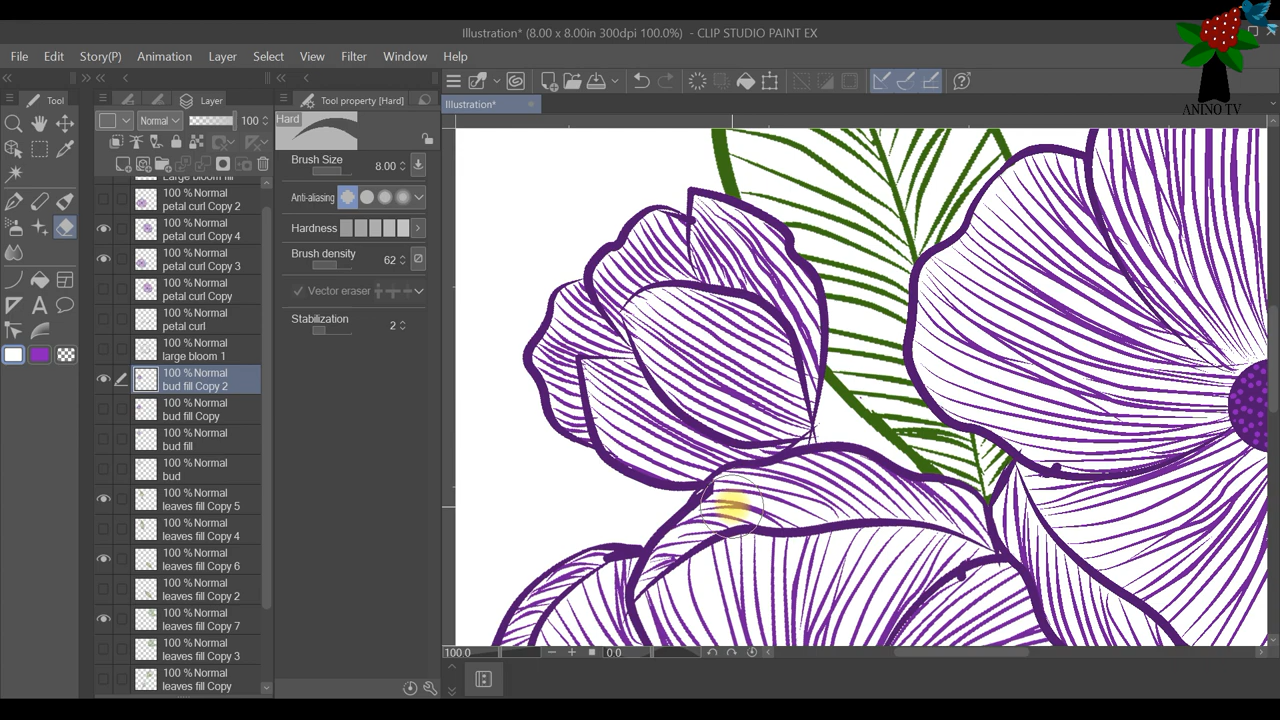 Illustration* (8.00 x 8.00in 300dpi 100.0%) - CLIP STUDIO PAINT EX
File Edit Story(P) Animation Layer Select View Filter Window Help
ANINO TV
Tool
Layer
Tool property [Hard]
Illustration*
Normal 100
Hard
Brush Size 8.00
Anti-aliasing
Hardness
Brush density 62
Vector eraser
Stabilization 2
Large bloom fill
100 % Normal
petal curl Copy 2
100 % Normal
petal curl Copy 4
100 % Normal
petal curl Copy 3
100 % Normal
petal curl Copy
100 % Normal
petal curl
100 % Normal
large bloom 1
100 % Normal
bud fill Copy 2
100 % Normal
bud fill Copy
100 % Normal
bud fill
100 % Normal
bud
100 % Normal
leaves fill Copy 5
100 % Normal
leaves fill Copy 4
100 % Normal
leaves fill Copy 6
100 % Normal
leaves fill Copy 2
100 % Normal
leaves fill Copy 7
100 % Normal
leaves fill Copy 3
100 % Normal
leaves fill Copy
100.0
0.0